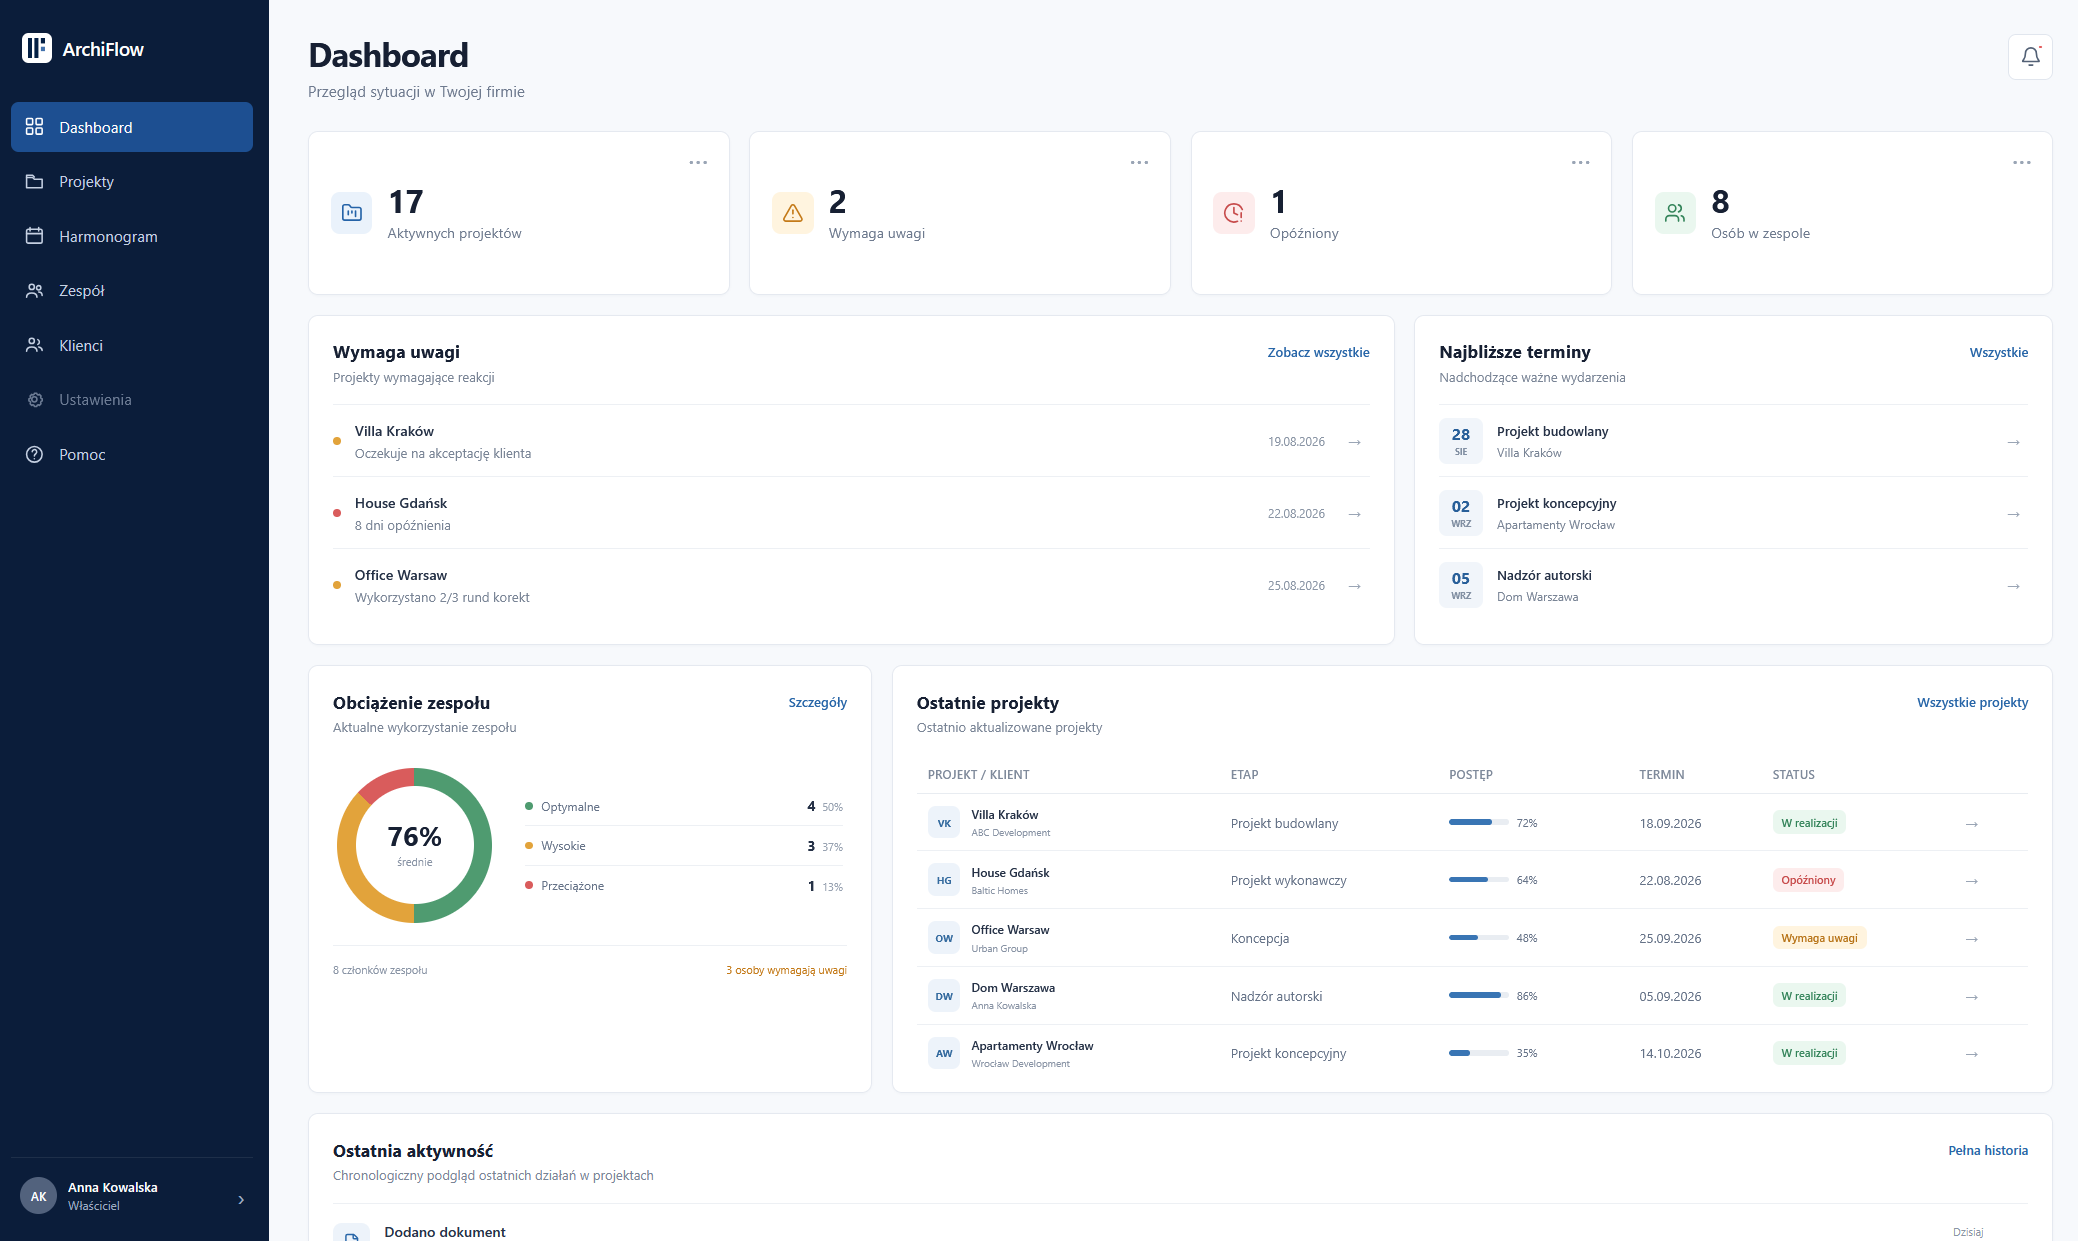 ArchiFlow
Dashboard
Projekty
Harmonogram
Zespół
Klienci
Ustawienia
Pomoc
AK
Anna Kowalska
Właściciel
Dashboard
Przegląd sytuacji w Twojej firmie
17
Aktywnych projektów
2
Wymaga uwagi
1
Opóźniony
8
Osób w zespole
Wymaga uwagi
Zobacz wszystkie
Projekty wymagające reakcji
Villa Kraków
Oczekuje na akceptację klienta
19.08.2026 →
House Gdańsk
8 dni opóźnienia
22.08.2026 →
Office Warsaw
Wykorzystano 2/3 rund korekt
25.08.2026 →
Najbliższe terminy
Wszystkie
Nadchodzące ważne wydarzenia
28 SIE
Projekt budowlany
Villa Kraków
→
02 WRZ
Projekt koncepcyjny
Apartamenty Wrocław
→
05 WRZ
Nadzór autorski
Dom Warszawa
→
Obciążenie zespołu
Szczegóły
Aktualne wykorzystanie zespołu
76%
średnie
Optymalne 4 50%
Wysokie 3 37%
Przeciążone 1 13%
8 członków zespołu
3 osoby wymagają uwagi
Ostatnie projekty
Wszystkie projekty
Ostatnio aktualizowane projekty
PROJEKT / KLIENT ETAP POSTĘP TERMIN STATUS
VK Villa Kraków
ABC Development
Projekt budowlany 72% 18.09.2026 W realizacji →
HG House Gdańsk
Baltic Homes
Projekt wykonawczy 64% 22.08.2026 Opóźniony →
OW Office Warsaw
Urban Group
Koncepcja 48% 25.09.2026 Wymaga uwagi →
DW Dom Warszawa
Anna Kowalska
Nadzór autorski 86% 05.09.2026 W realizacji →
AW Apartamenty Wrocław
Wrocław Development
Projekt koncepcyjny 35% 14.10.2026 W realizacji →
Ostatnia aktywność
Pełna historia
Chronologiczny podgląd ostatnich działań w projektach
Dodano dokument
Dzisiaj